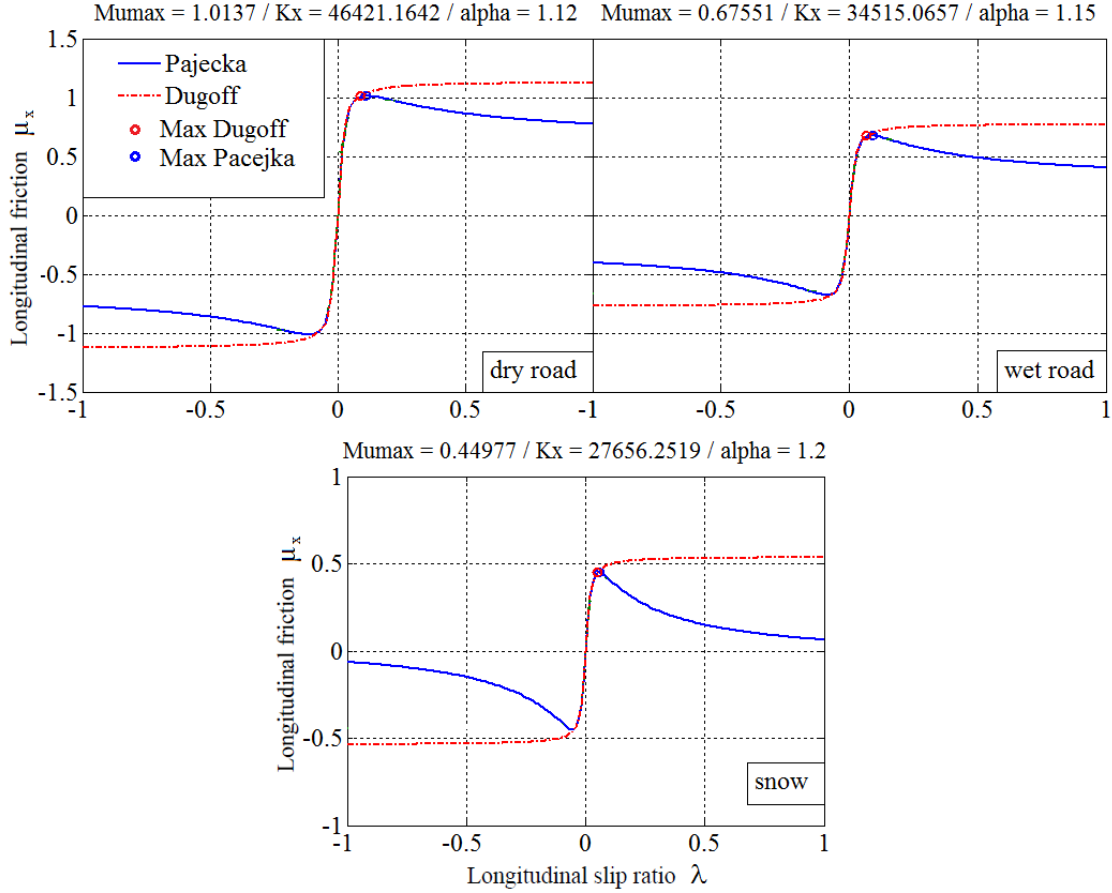 Mumax = 1.0137 / Kx = 46421.1642 / alpha = 1.12
Mumax = 0.67551 / Kx = 34515.0657 / alpha = 1.15
1.5
1
0.5
0
-0.5
-1
-1.5
Longitudinal friction μx
Pajecka
Dugoff
Max Dugoff
Max Pacejka
dry road
wet road
-1
-0.5
0
0.5
-1
-0.5
0
0.5
1
Mumax = 0.44977 / Kx = 27656.2519 / alpha = 1.2
1
0.5
0
-0.5
-1
Longitudinal friction μx
snow
-1
-0.5
0
0.5
1
Longitudinal slip ratio λ